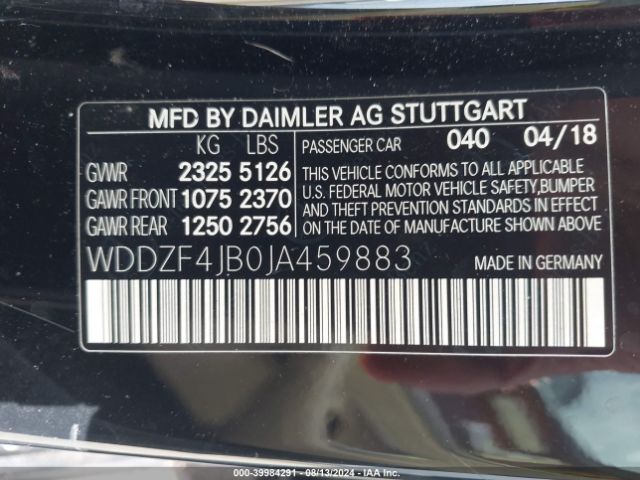 MFD BY DAIMLER AG STUTTGART
KG LBS PASSENGER CAR 040 04/18
GVWR 2325 5126
GAWR FRONT 1075 2370
GAWR REAR 1250 2756
THIS VEHICLE CONFORMS TO ALL APPLICABLE
U.S. FEDERAL MOTOR VEHICLE SAFETY,BUMPER
AND THEFT PREVENTION STANDARDS IN EFFECT
ON THE DATE OF MANUFACTURE SHOWN ABOVE.
WDDZF4JB0JA459883 MADE IN GERMANY
000-39984291 - 08/13/2024 - IAA